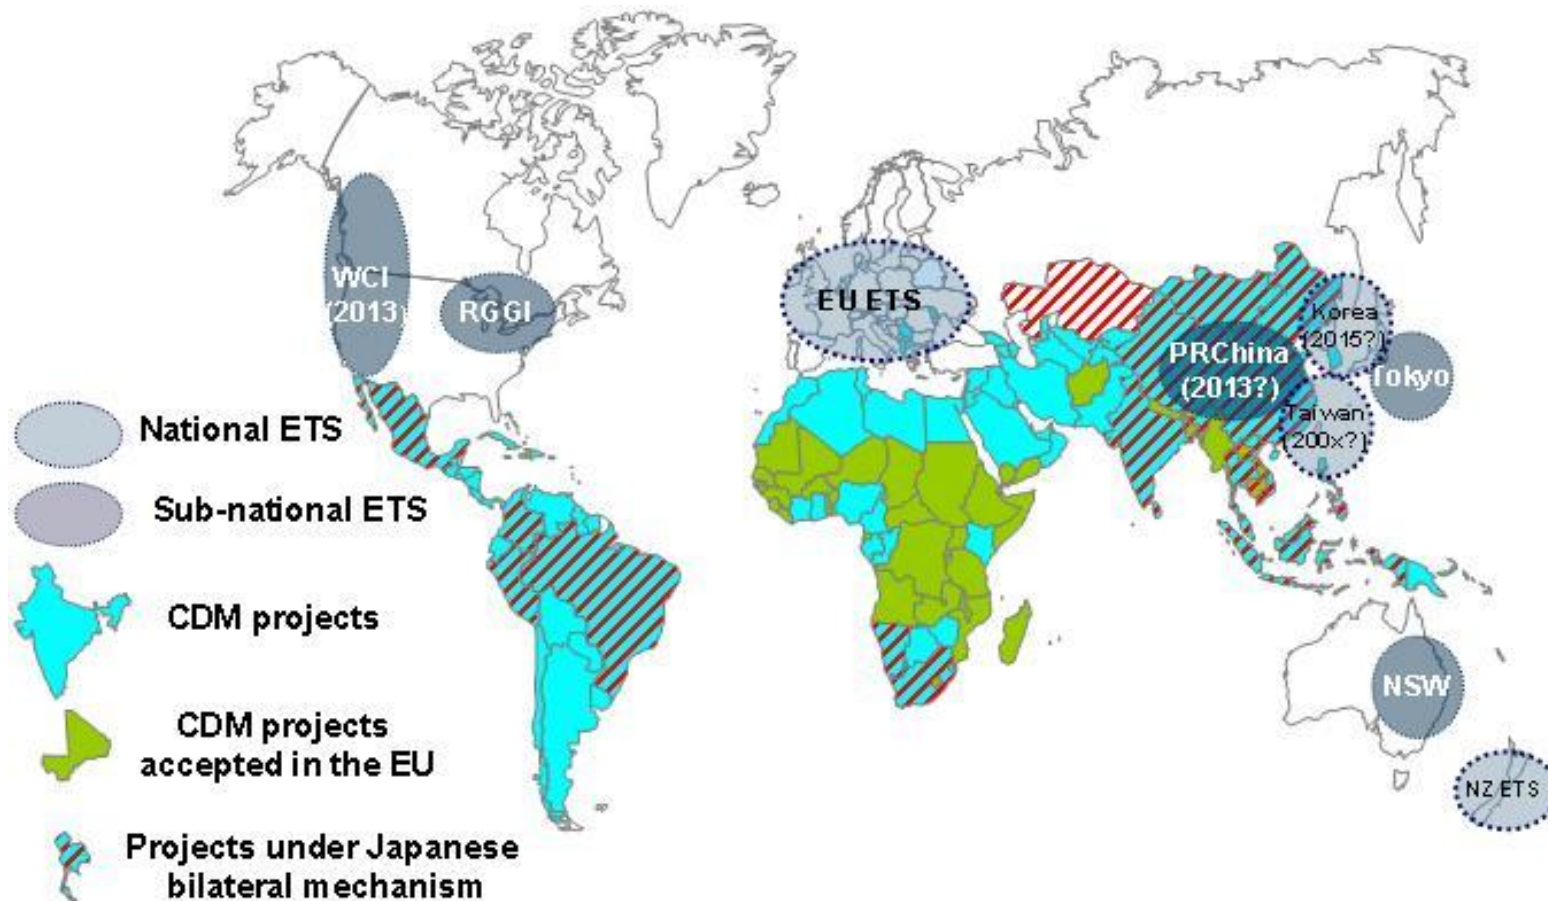 WCI
(2013)
RGGI
EU ETS
Korea
(2015?)
PRChina
(2013?)
Tokyo
Taiwan
(200x?)
National ETS
Sub-national ETS
CDM projects
NSW
CDM projects
accepted in the EU
NZ ETS
Projects under Japanese
bilateral mechanism